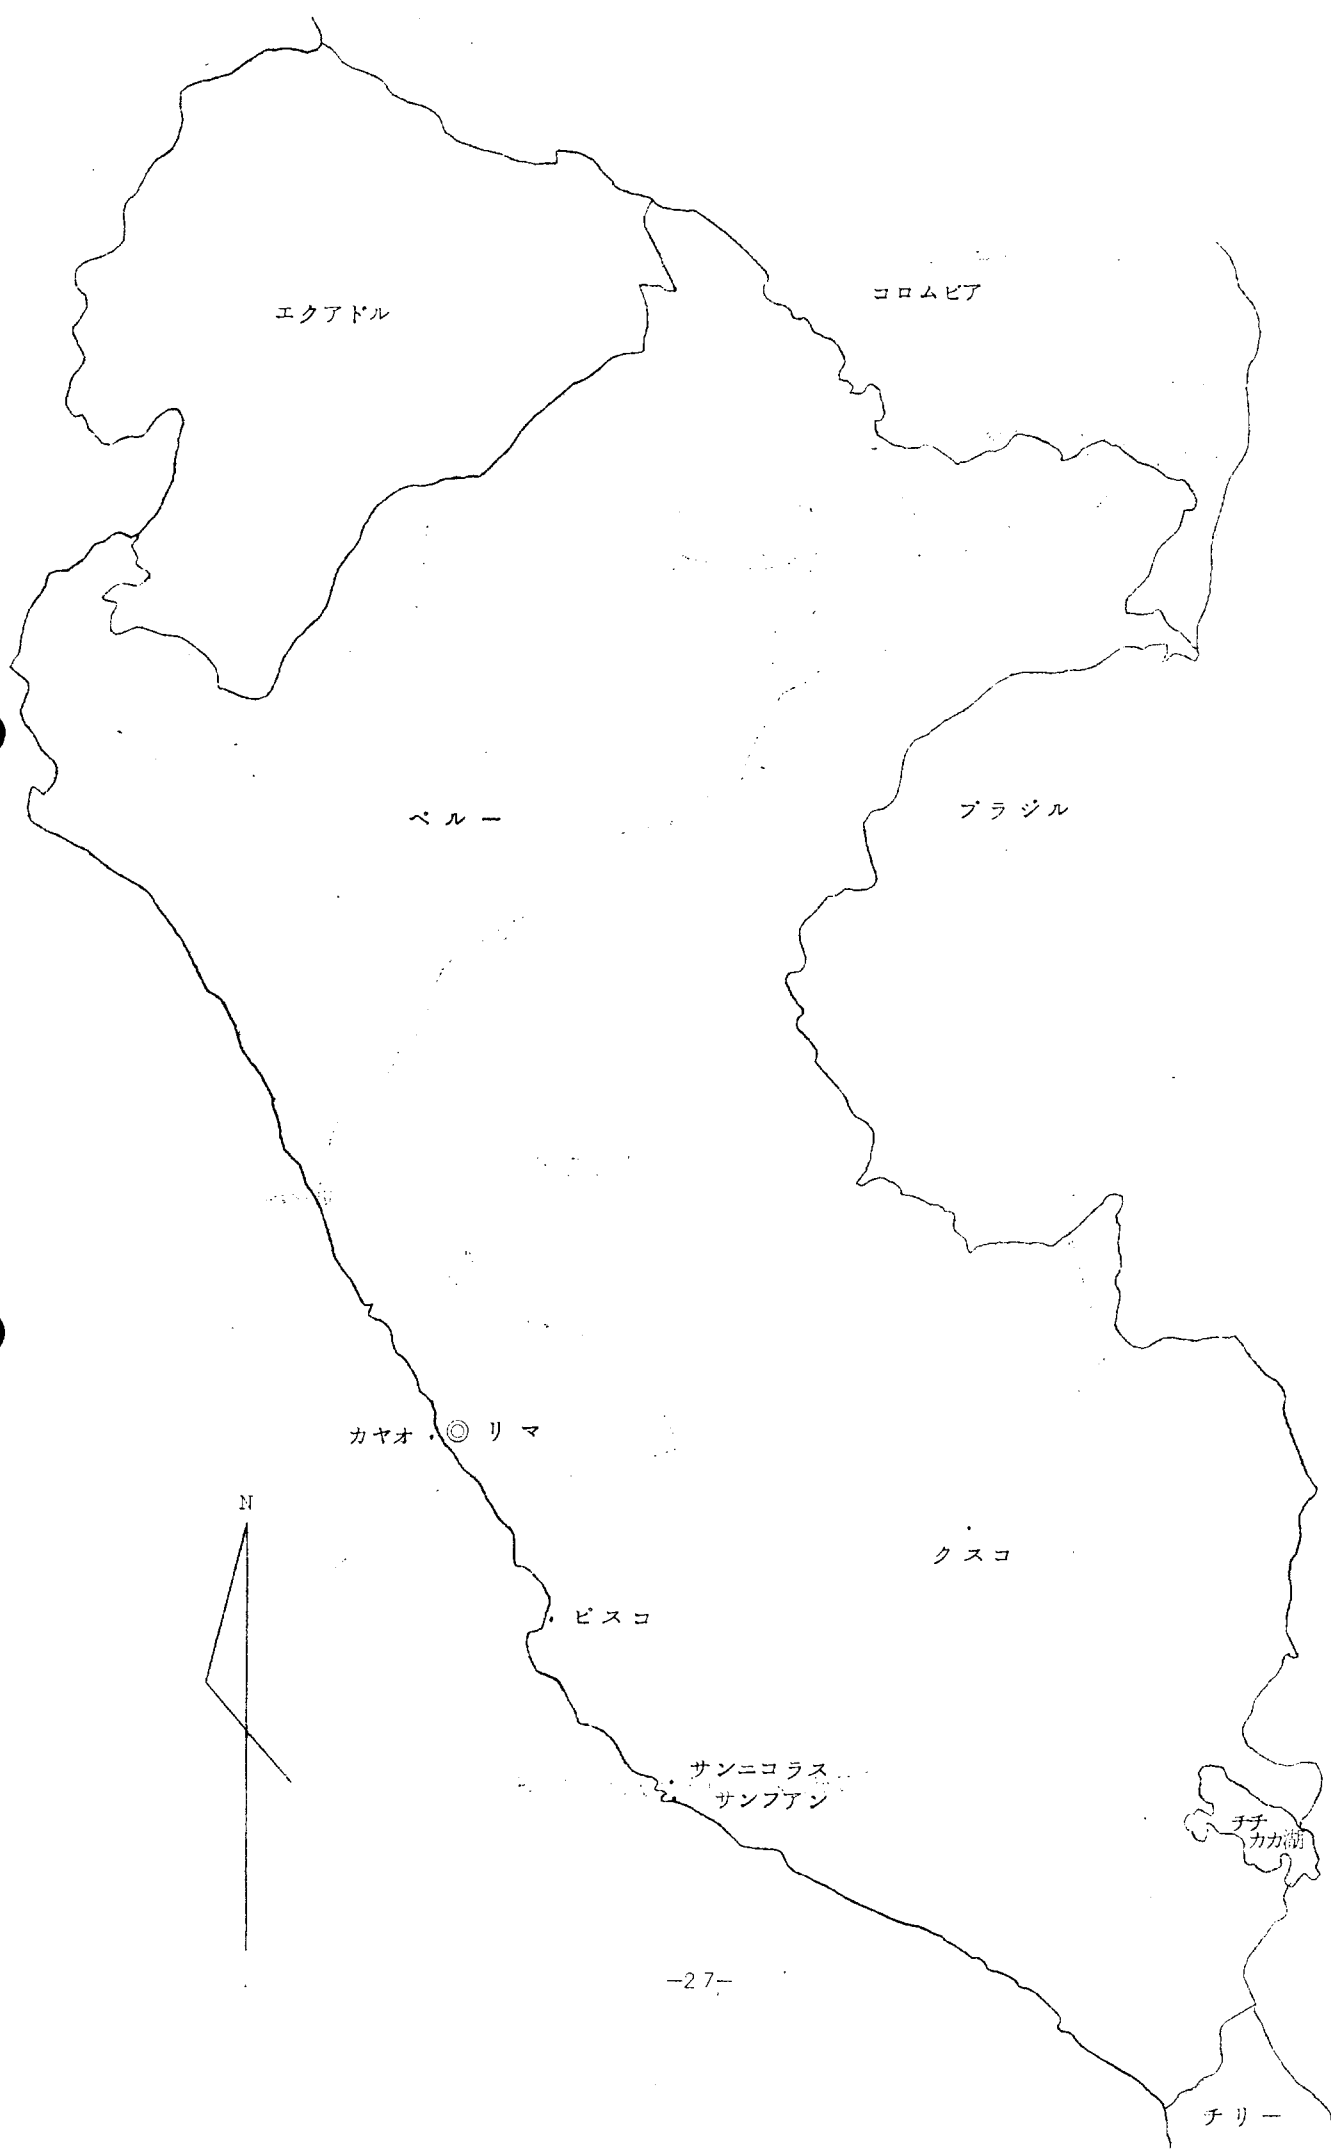 コロムビア
エクアドル
ペルー
ブラジル
カヤオ
リマ
N
クスコ
ピスコ
サンニコラス
サンフアン
チチ
カカ湖
-27-
チリー